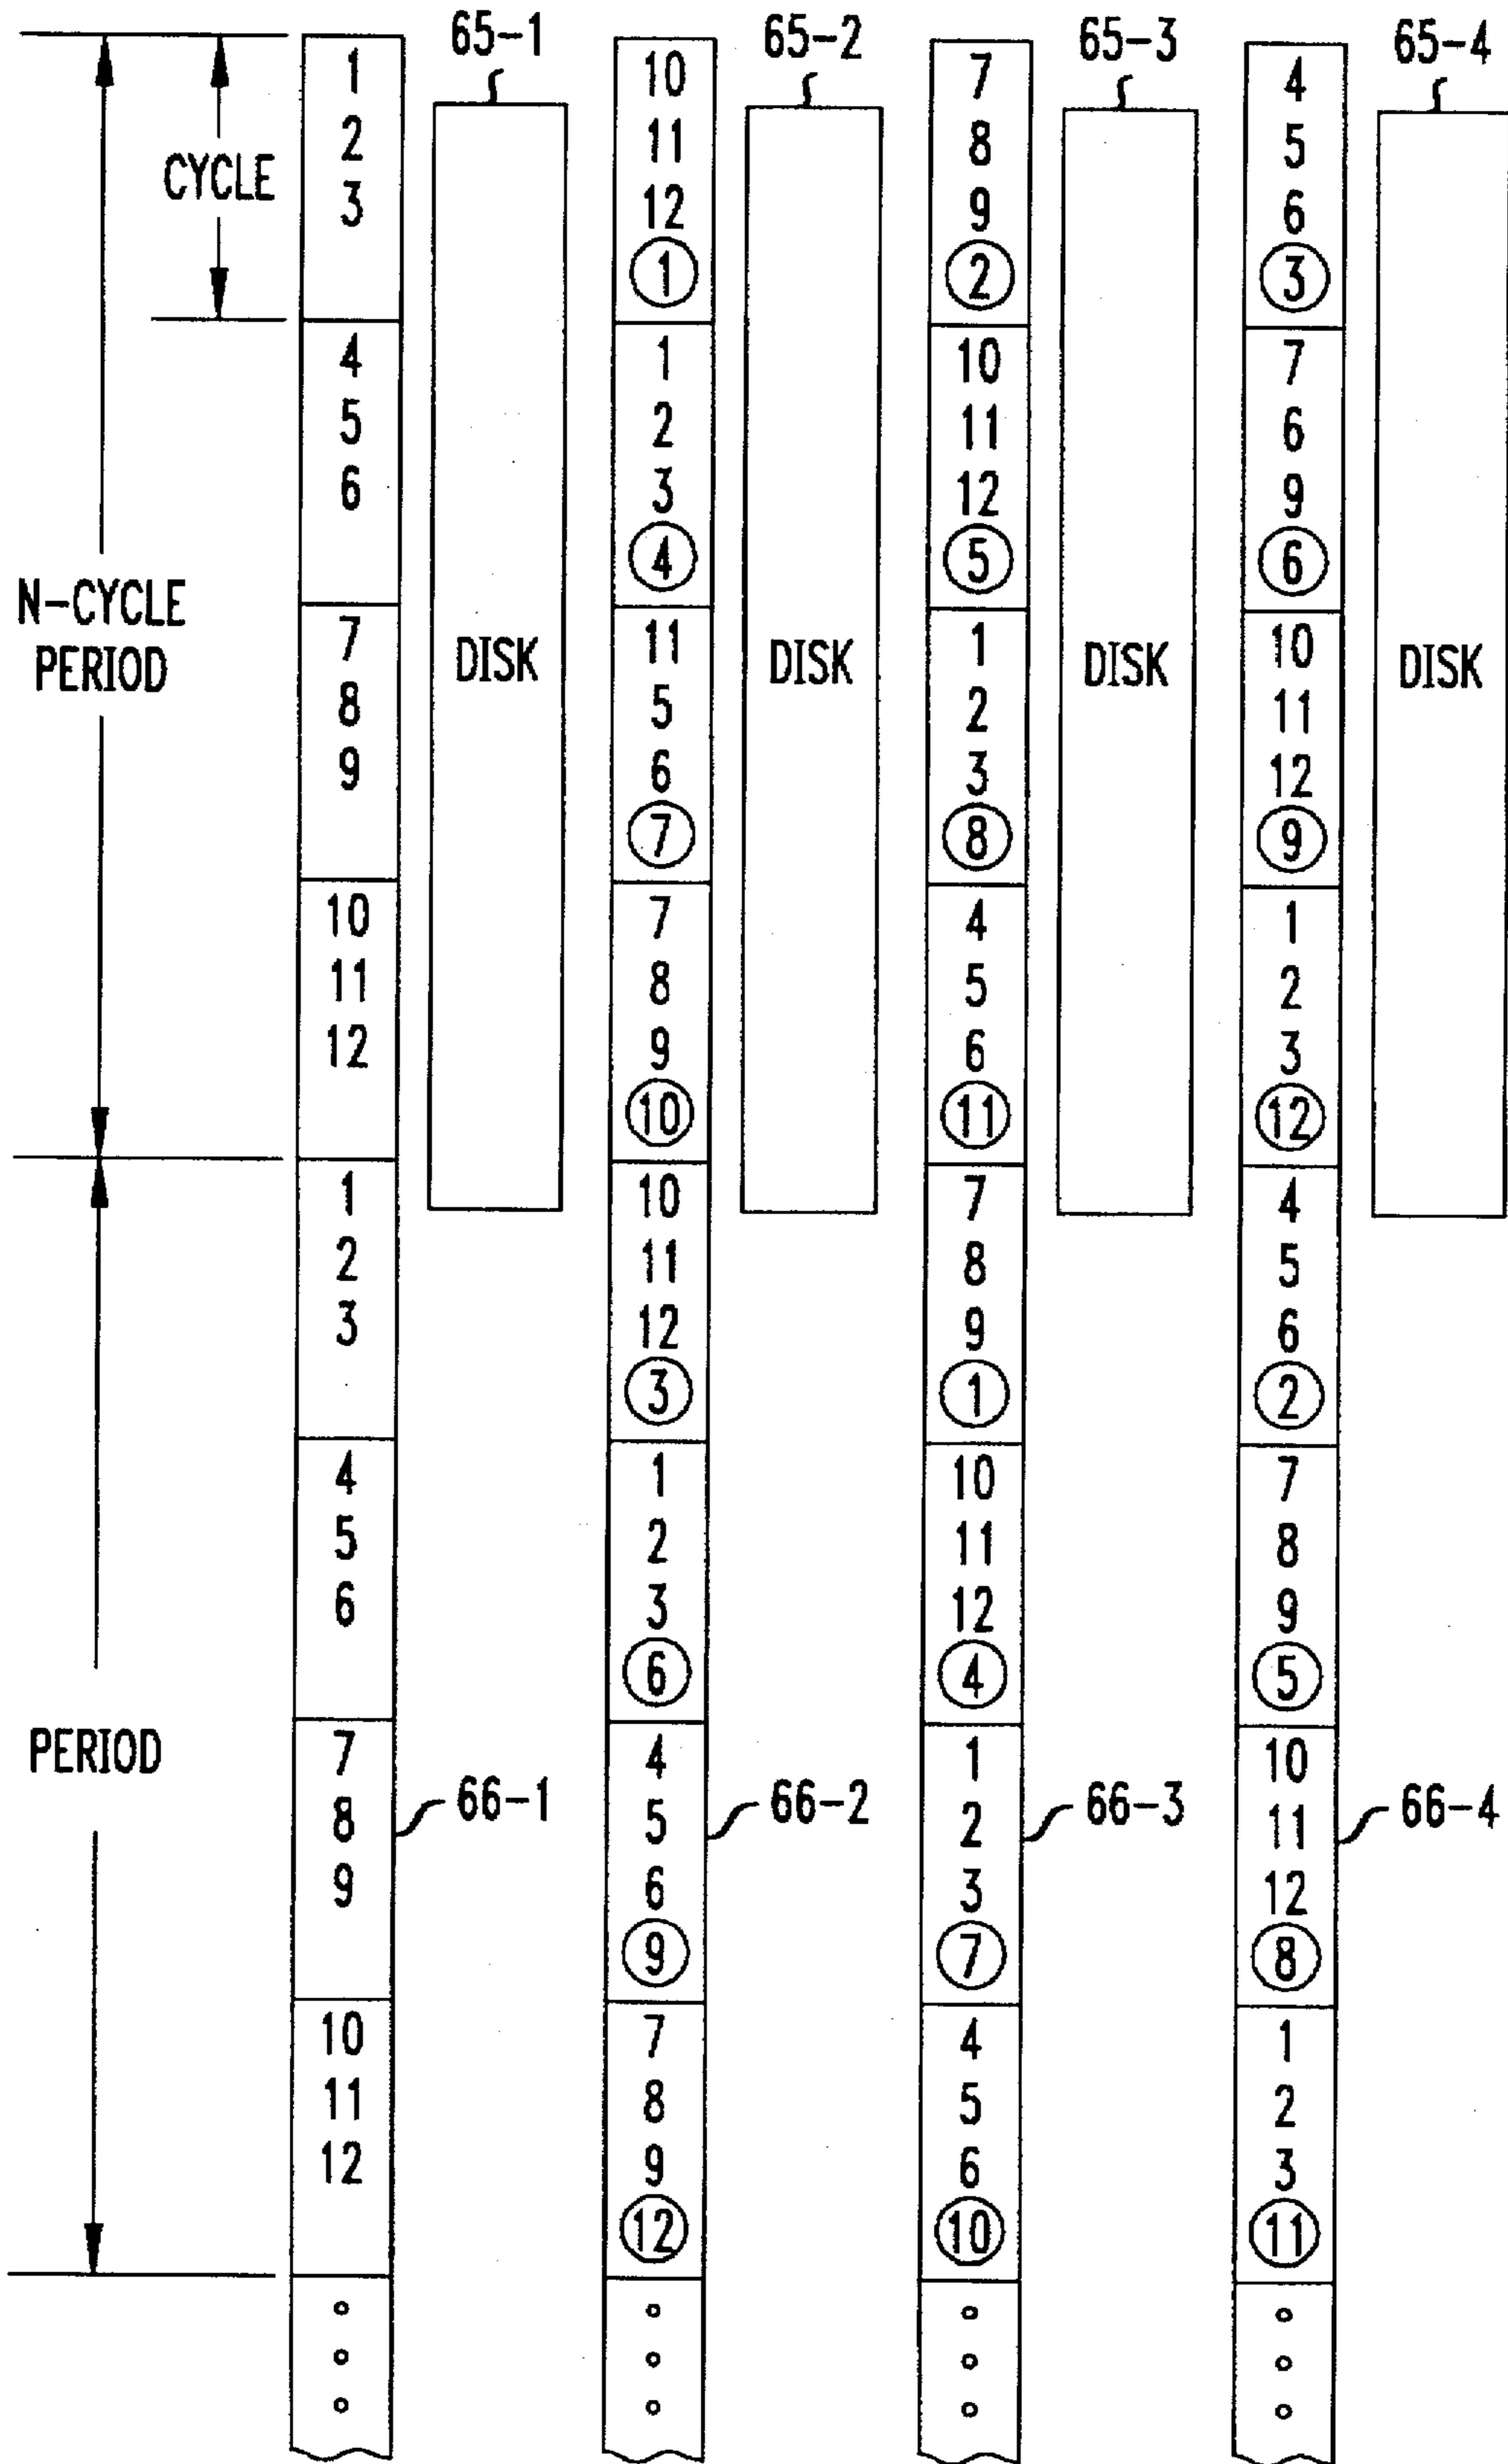 65-1 65-2 65-3 65-4
1 10 7 4
2 11 8 5
CYCLE
3 12 9 6
1 2 3
4 1 10 7
5 2 11 6
6 3 12 9
4 5 6
N-CYCLE
PERIOD
7 11 1 10
DISK DISK DISK DISK
8 5 2 11
9 6 3 12
7 8 9
10 7 4 1
11 8 5 2
12 9 6 3
10 11 12
1 10 7 4
2 11 8 5
3 12 9 6
3 1 2
4 1 10 7
5 2 11 8
6 3 12 9
6 4 5
PERIOD
7 4 1 10
8 66-1 5 66-2 2 66-3 11 66-4
9 6 3 12
9 7 8
10 7 4 1
11 8 5 2
12 9 6 3
12 10 11